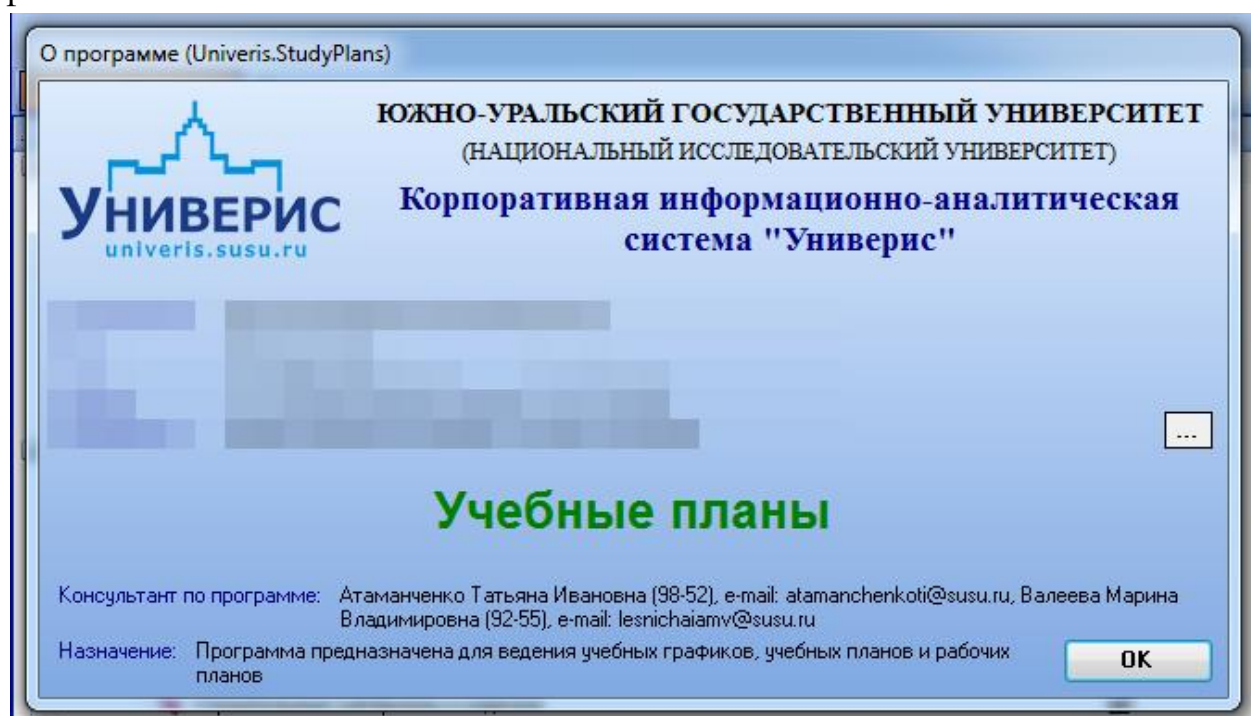 О программе (Univeris.StudyPlans)
ЮЖНО-УРАЛЬСКИЙ ГОСУДАРСТВЕННЫЙ УНИВЕРСИТЕТ
(НАЦИОНАЛЬНЫЙ ИССЛЕДОВАТЕЛЬСКИЙ УНИВЕРСИТЕТ)
УНИВЕРИС
univeris.susu.ru
Корпоративная информационно-аналитическая
система "Универис"
...
Учебные планы
Консультант по программе: Атаманченко Татьяна Ивановна (98-52), e-mail: atamanchenkoti@susu.ru, Валеева Марина
Владимировна (92-55), e-mail: lesnichaiamv@susu.ru
Назначение: Программа предназначена для ведения учебных графиков, учебных планов и рабочих
планов
OK